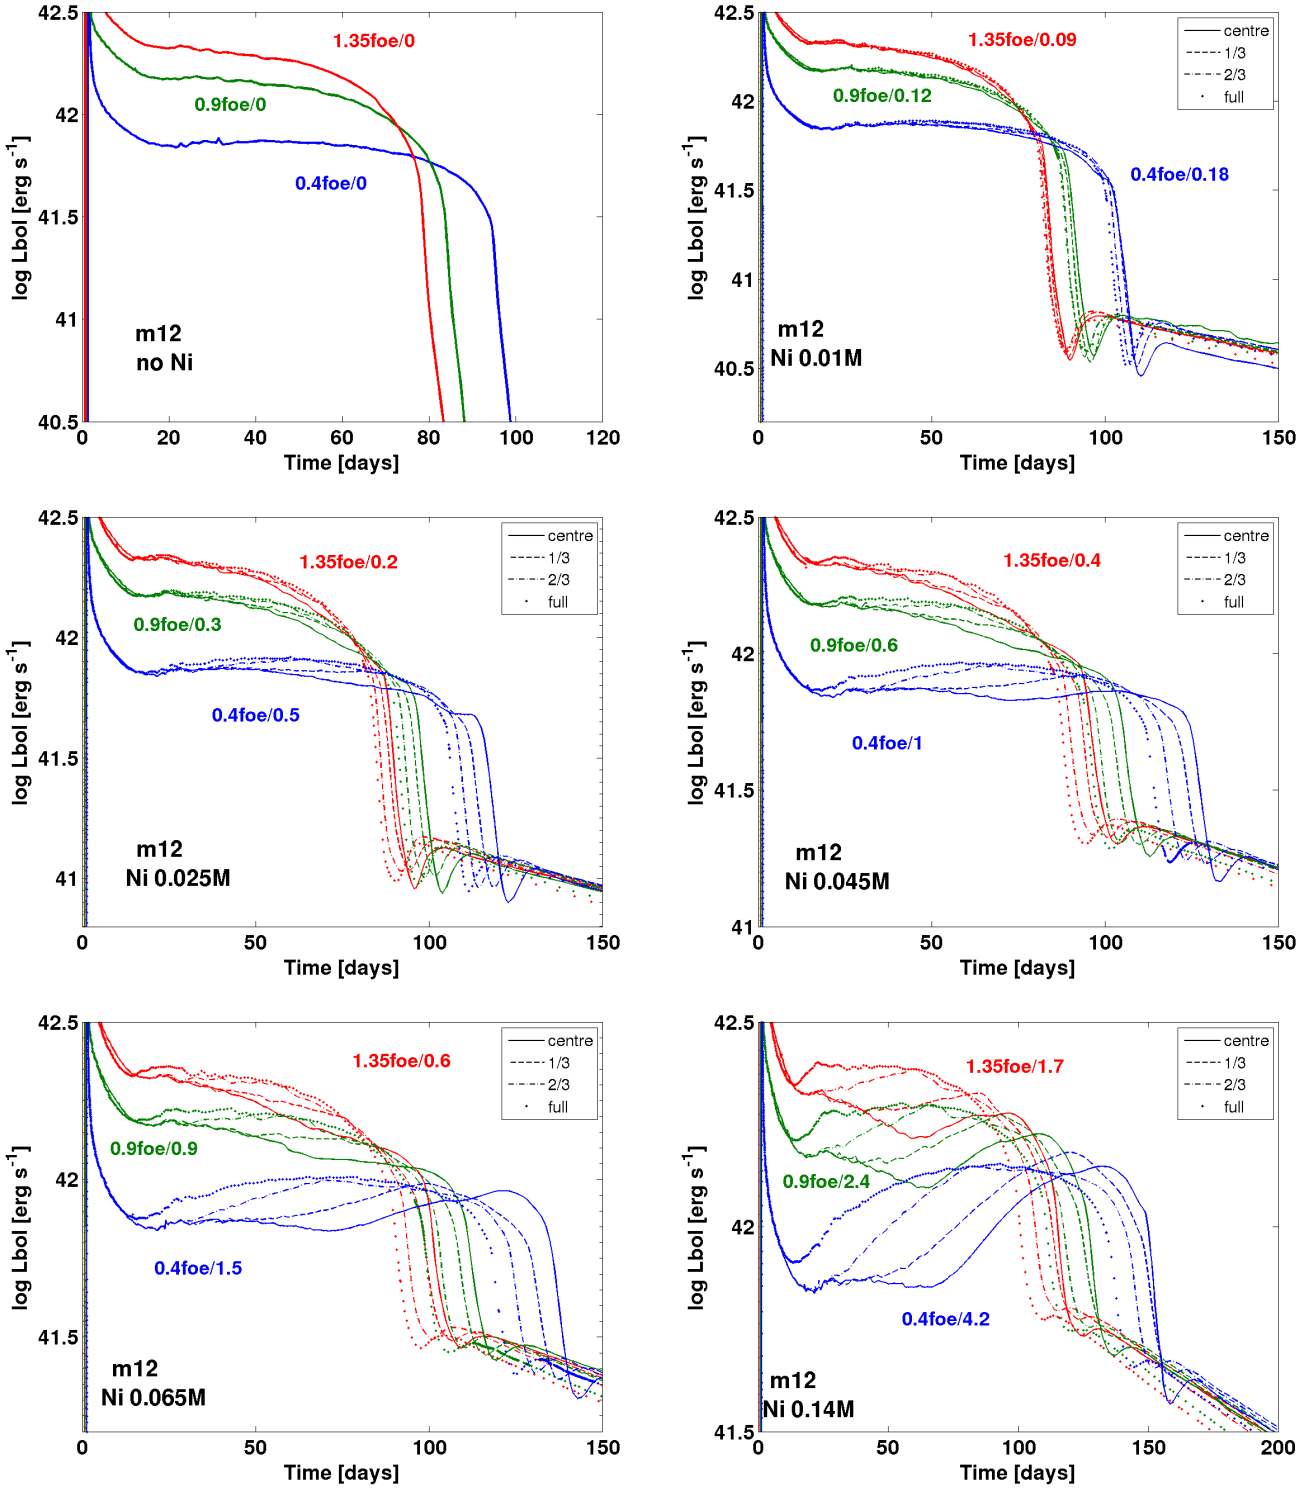 42.5
42
41.5
41
40.5
0
20
40
60
80
100
120
log Lbol [erg s⁻¹]
Time [days]
1.35foe/0
0.9foe/0
0.4foe/0
m12
no Ni
42.5
42
41.5
41
40.5
0
50
100
150
log Lbol [erg s⁻¹]
Time [days]
centre
1/3
2/3
full
1.35foe/0.09
0.9foe/0.12
0.4foe/0.18
m12
Ni 0.01M
42.5
42
41.5
41
0
50
100
150
log Lbol [erg s⁻¹]
Time [days]
centre
1/3
2/3
full
1.35foe/0.2
0.9foe/0.3
0.4foe/0.5
m12
Ni 0.025M
42.5
42
41.5
41
0
50
100
150
log Lbol [erg s⁻¹]
Time [days]
centre
1/3
2/3
full
1.35foe/0.4
0.9foe/0.6
0.4foe/1
m12
Ni 0.045M
42.5
42
41.5
0
50
100
150
log Lbol [erg s⁻¹]
Time [days]
centre
1/3
2/3
full
1.35foe/0.6
0.9foe/0.9
0.4foe/1.5
m12
Ni 0.065M
42.5
42
41.5
0
50
100
150
200
log Lbol [erg s⁻¹]
Time [days]
centre
1/3
2/3
full
1.35foe/1.7
0.9foe/2.4
0.4foe/4.2
m12
Ni 0.14M